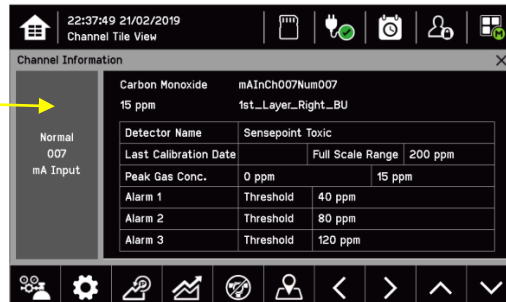 22:37:49 21/02/2019
Channel Tile View
Channel Information
Carbon Monoxide mAInCh007Num007
15 ppm 1st_Layer_Right_BU
Normal
007
mA Input
Detector Name Sensepoint Toxic
Last Calibration Date Full Scale Range 200 ppm
Peak Gas Conc. 0 ppm 15 ppm
Alarm 1 Threshold 40 ppm
Alarm 2 Threshold 80 ppm
Alarm 3 Threshold 120 ppm